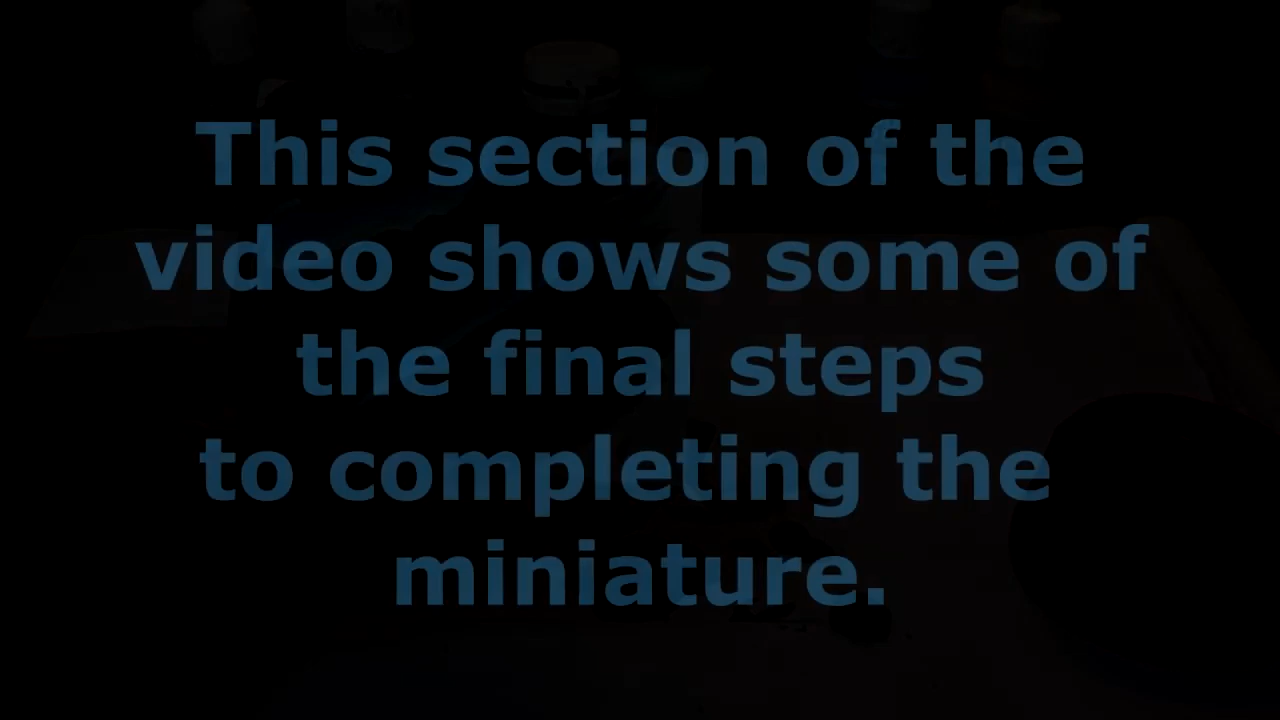 This section of the
video shows some of
the final steps
to completing the
miniature.